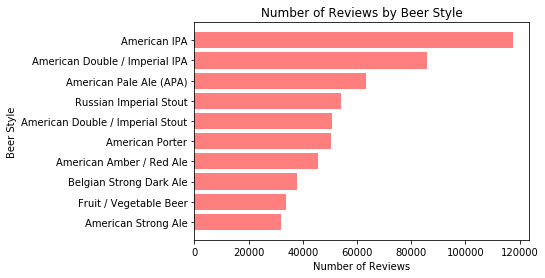 Number of Reviews by Beer Style
Beer Style
American IPA
American Double / Imperial IPA
American Pale Ale (APA)
Russian Imperial Stout
American Double / Imperial Stout
American Porter
American Amber / Red Ale
Belgian Strong Dark Ale
Fruit / Vegetable Beer
American Strong Ale
0 20000 40000 60000 80000 100000 120000
Number of Reviews